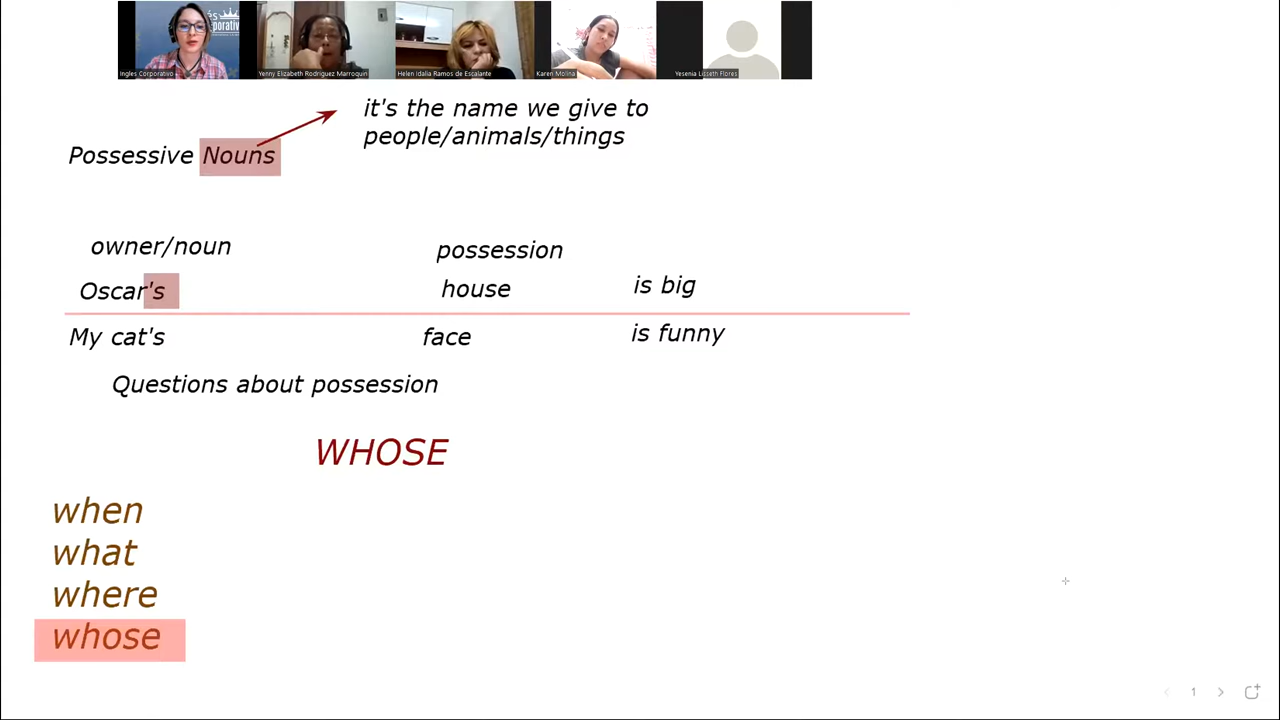 és
porativo
Ingles Corporativo
Yenny Elizabeth Rodriguez Marroquin
Helen Idalia Ramos de Escalante
Karen Molina
Yesenia Lisseth Flores
it's the name we give to
people/animals/things
Possessive Nouns
owner/noun possession
Oscar's house is big
My cat's face is funny
Questions about possession
WHOSE
when
what
where
whose
1